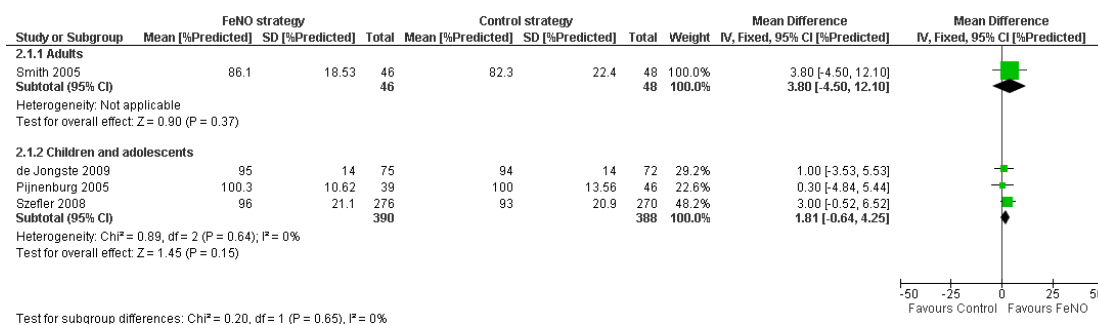 FeNO strategy Control strategy Mean Difference Mean Difference
Study or Subgroup Mean [%Predicted] SD [%Predicted] Total Mean [%Predicted] SD [%Predicted] Total Weight IV, Fixed, 95% CI [%Predicted] IV, Fixed, 95% CI [%Predicted]
2.1.1 Adults
Smith 2005 86.1 18.53 46 82.3 22.4 48 100.0% 3.80 [-4.50, 12.10]
Subtotal (95% CI) 46 48 100.0% 3.80 [-4.50, 12.10]
Heterogeneity: Not applicable
Test for overall effect: Z = 0.90 (P = 0.37)
2.1.2 Children and adolescents
de Jongste 2009 95 14 75 94 14 72 29.2% 1.00 [-3.53, 5.53]
Pijnenburg 2005 100.3 10.62 39 100 13.56 46 22.6% 0.30 [-4.84, 5.44]
Szefler 2008 96 21.1 276 93 20.9 270 48.2% 3.00 [-0.52, 6.52]
Subtotal (95% CI) 390 388 100.0% 1.81 [-0.64, 4.25]
Heterogeneity: Chi² = 0.89, df = 2 (P = 0.64); I² = 0%
Test for overall effect: Z = 1.45 (P = 0.15)
-50 -25 0 25 50
Favours Control Favours FeNO
Test for subgroup differences: Chi² = 0.20, df = 1 (P = 0.65), I² = 0%